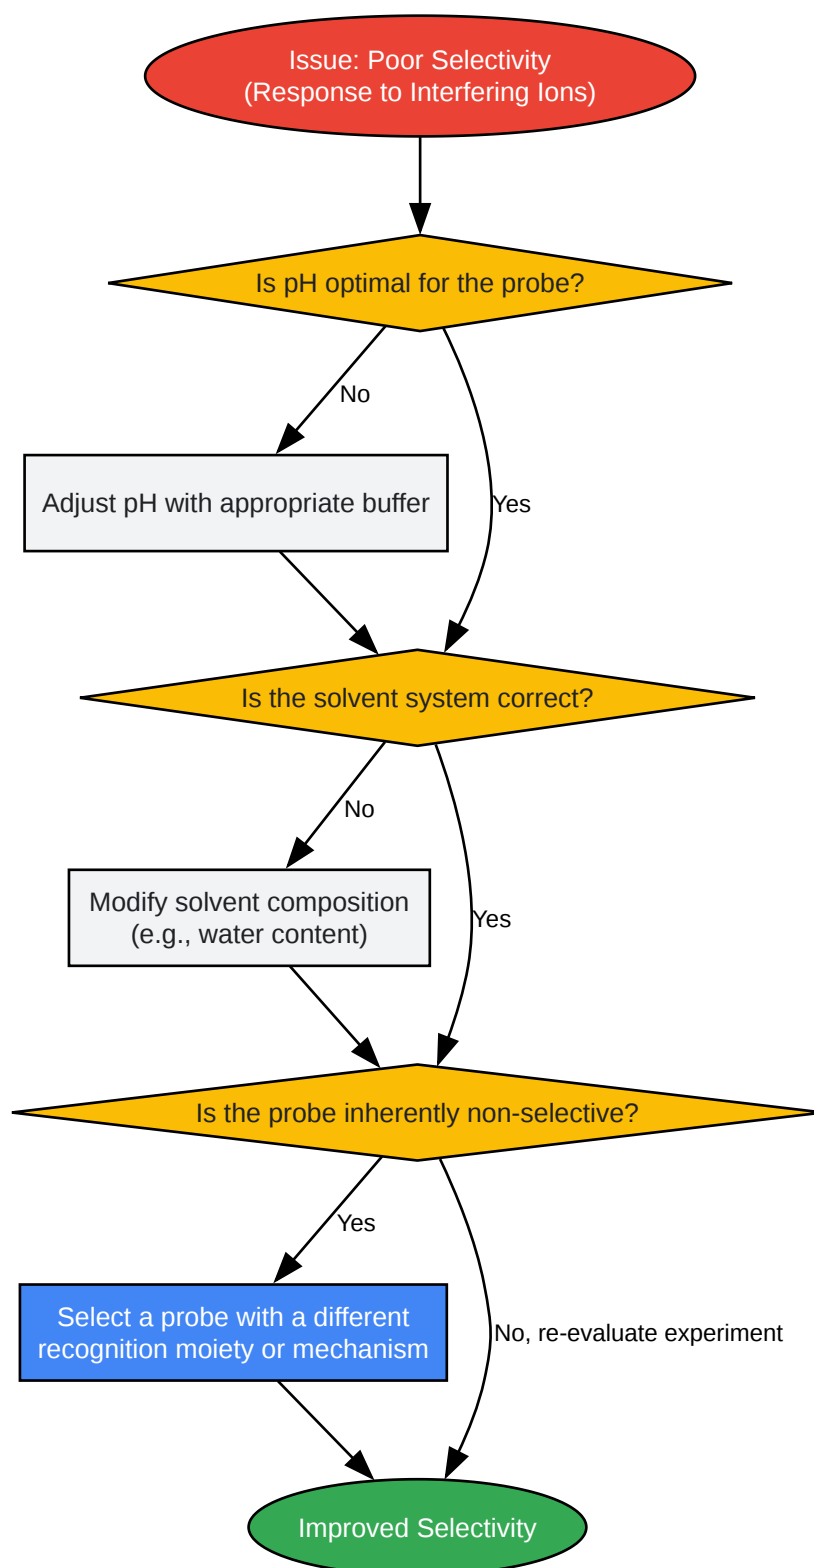 Issue: Poor Selectivity
(Response to Interfering Ions)
Is pH optimal for the probe?
No
Adjust pH with appropriate buffer
Yes
Is the solvent system correct?
No
Modify solvent composition
(e.g., water content)
Yes
Is the probe inherently non-selective?
Yes
Select a probe with a different
recognition moiety or mechanism
No, re-evaluate experiment
Improved Selectivity